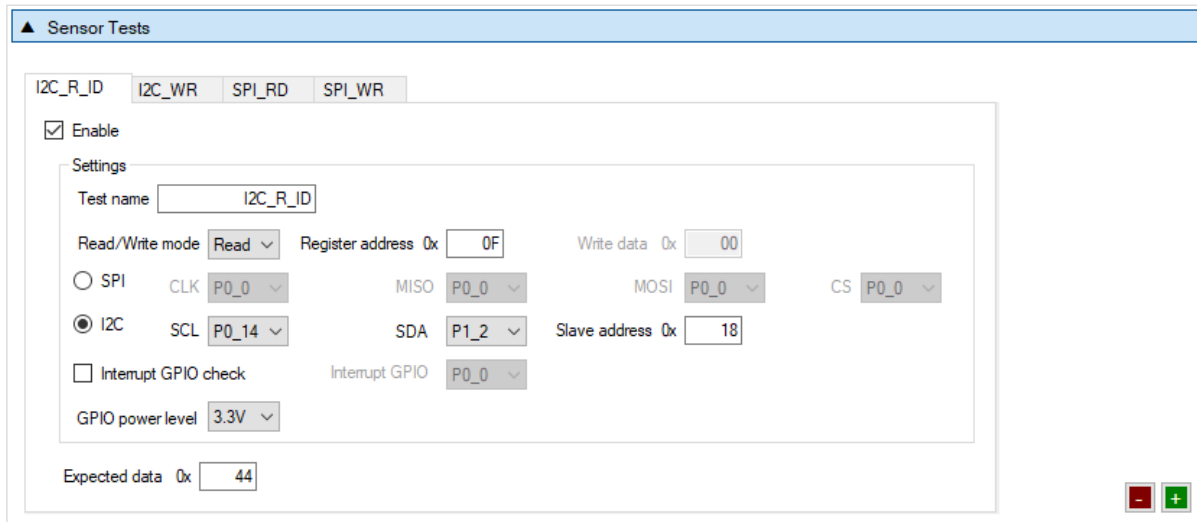 ▲ Sensor Tests
I2C_R_ID I2C_WR SPI_RD SPI_WR
Enable
Settings
Test name I2C_R_ID
Read/Write mode Read Register address 0x 0F Write data 0x 00
SPI CLK P0_0 MISO P0_0 MOSI P0_0 CS P0_0
I2C SCL P0_14 SDA P1_2 Slave address 0x 18
Interrupt GPIO check Interrupt GPIO P0_0
GPIO power level 3.3V
Expected data 0x 44
- +